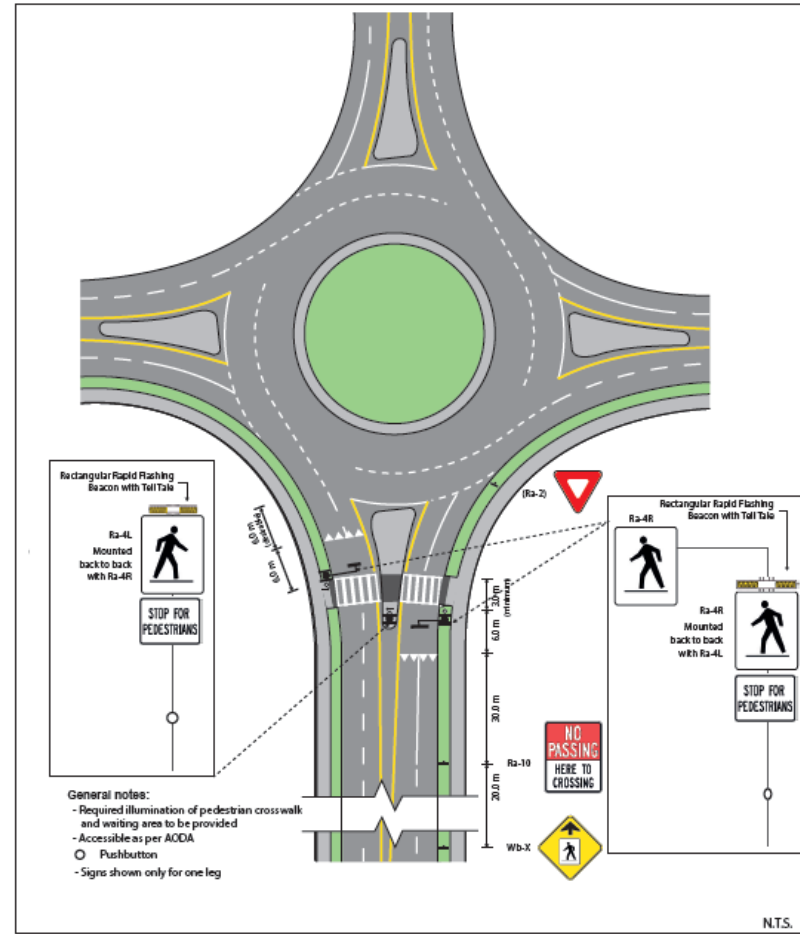 Rectangular Rapid Flashing
Beacon with Tell Tale
Ra-4L
Mounted
back to back
with Ra-4R
STOP FOR
PEDESTRIANS
6.0 m
6.0 m
(Ra-2)
3.0 m
(minimum)
6.0 m
30.0 m
20.0 m
Ra-10
NO
PASSING
HERE TO
CROSSING
Wb-X
Rectangular Rapid Flashing
Beacon with Tell Tale
Ra-4R
Ra-4R
Mounted
back to back
with Ra-4L
STOP FOR
PEDESTRIANS
General notes:
- Required illumination of pedestrian crosswalk
and waiting area to be provided
- Accessible as per AODA
Pushbutton
- Signs shown only for one leg
N.T.S.